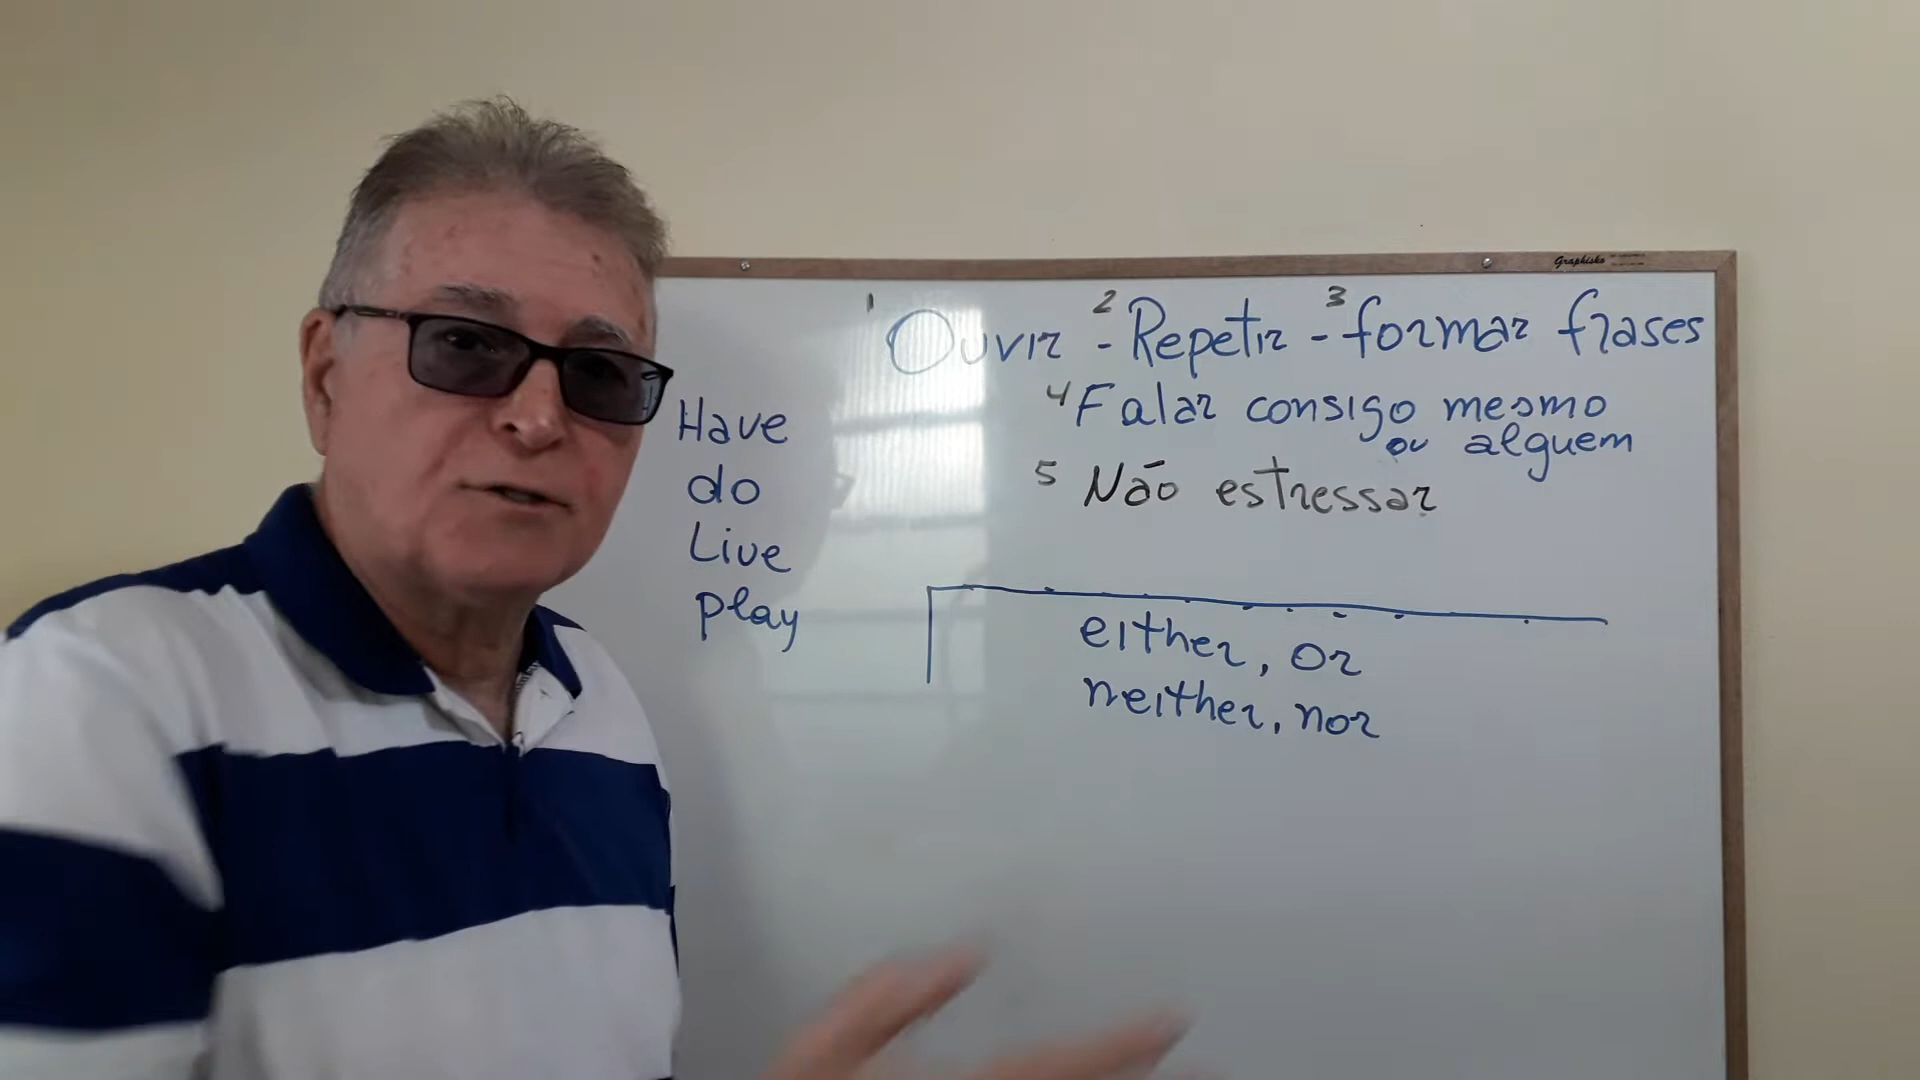 Graphisko
1 Ouvir - 2 Repetir - 3 formar frases
4 Falar consigo mesmo
ou alguem
5 Não estressar
Have
do
Live
play
either, or
neither, nor